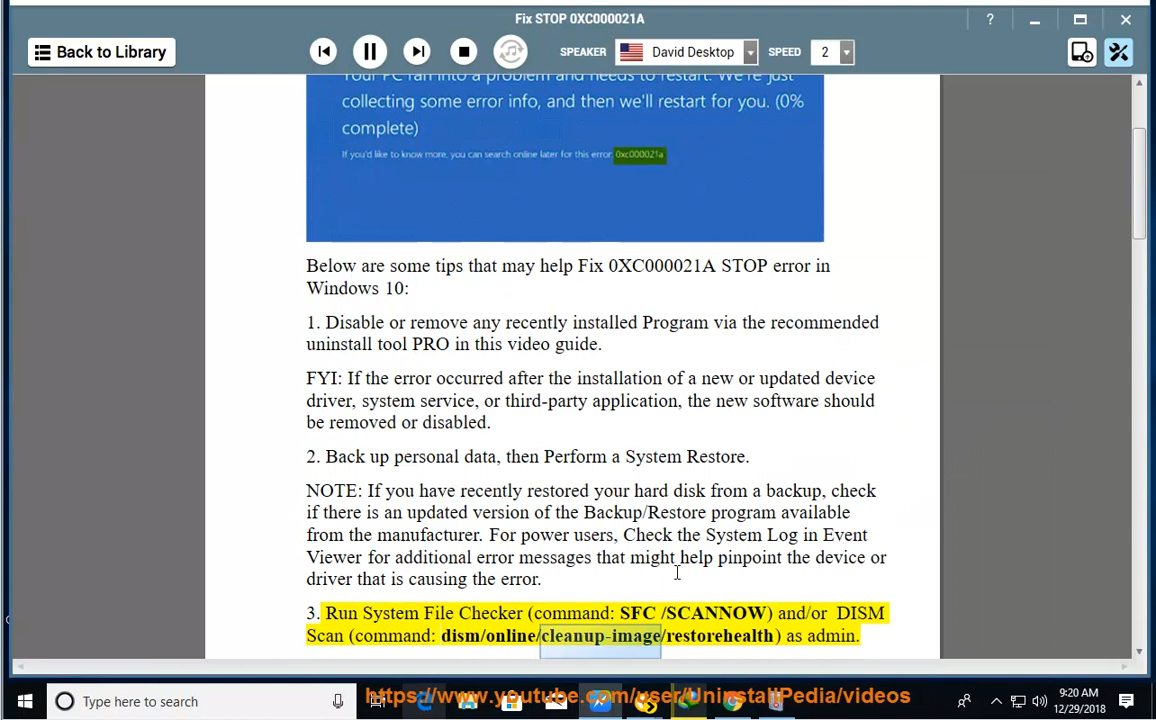 Fix STOP 0XC000021A
?
Back to Library
SPEAKER
David Desktop
SPEED
2
Your PC ran into a problem and needs to restart. We're just
collecting some error info, and then we'll restart for you. (0%
complete)
If you'd like to know more, you can search online later for this error: 0xc000021a
Below are some tips that may help Fix 0XC000021A STOP error in
Windows 10:
1. Disable or remove any recently installed Program via the recommended
uninstall tool PRO in this video guide.
FYI: If the error occurred after the installation of a new or updated device
driver, system service, or third-party application, the new software should
be removed or disabled.
2. Back up personal data, then Perform a System Restore.
NOTE: If you have recently restored your hard disk from a backup, check
if there is an updated version of the Backup/Restore program available
from the manufacturer. For power users, Check the System Log in Event
Viewer for additional error messages that might help pinpoint the device or
driver that is causing the error.
3. Run System File Checker (command: SFC /SCANNOW) and/or DISM
Scan (command: dism/online/cleanup-image/restorehealth) as admin.
Type here to search
https://www.youtube.com/user/UninstallPedia/videos
9:20 AM
12/29/2018